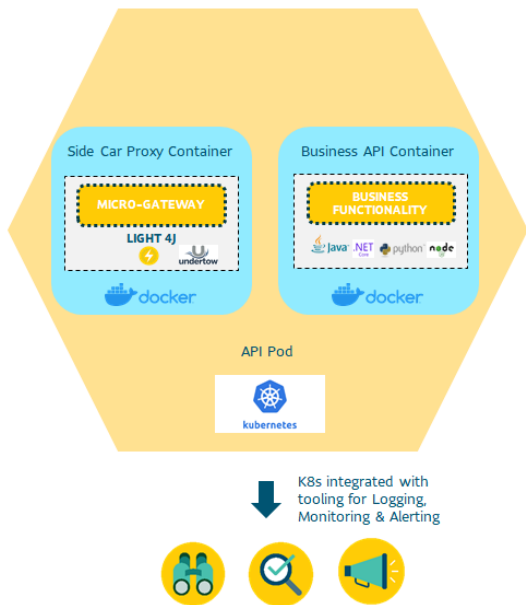 Side Car Proxy Container
MICRO-GATEWAY
LIGHT 4J
undertow
docker
Business API Container
BUSINESS
FUNCTIONALITY
Java
.NET
Core
python
node
docker
API Pod
kubernetes
K8s integrated with
tooling for Logging,
Monitoring & Alerting